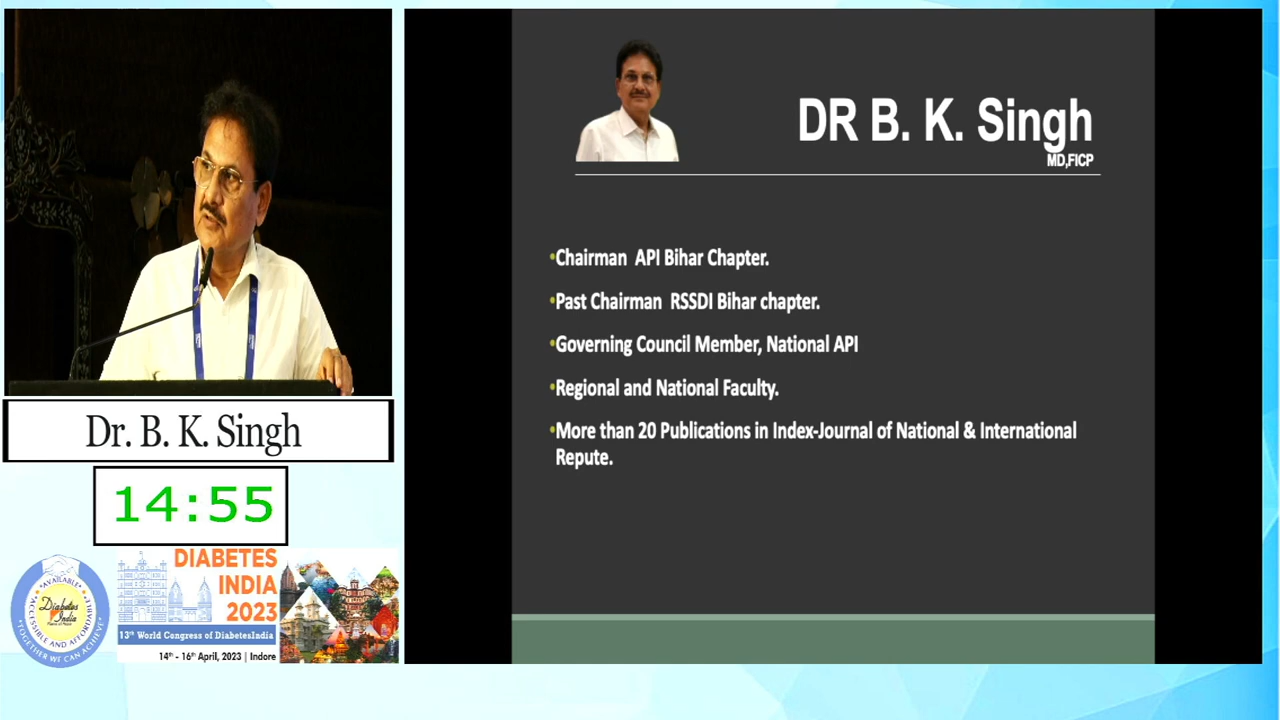 DR B. K. Singh
MD,FICP
•Chairman API Bihar Chapter.
•Past Chairman RSSDI Bihar chapter.
•Governing Council Member, National API
•Regional and National Faculty.
•More than 20 Publications in Index-Journal of National & International
Repute.
Dr. B. K. Singh
14:55
AVAILABLE
ACCESSIBLE AND AFFORDABLE
Diabetes
India
TOGETHER WE CAN ACHIEVE
DIABETES
INDIA
2023
13th World Congress of DiabetesIndia
14th - 16th April, 2023 | Indore